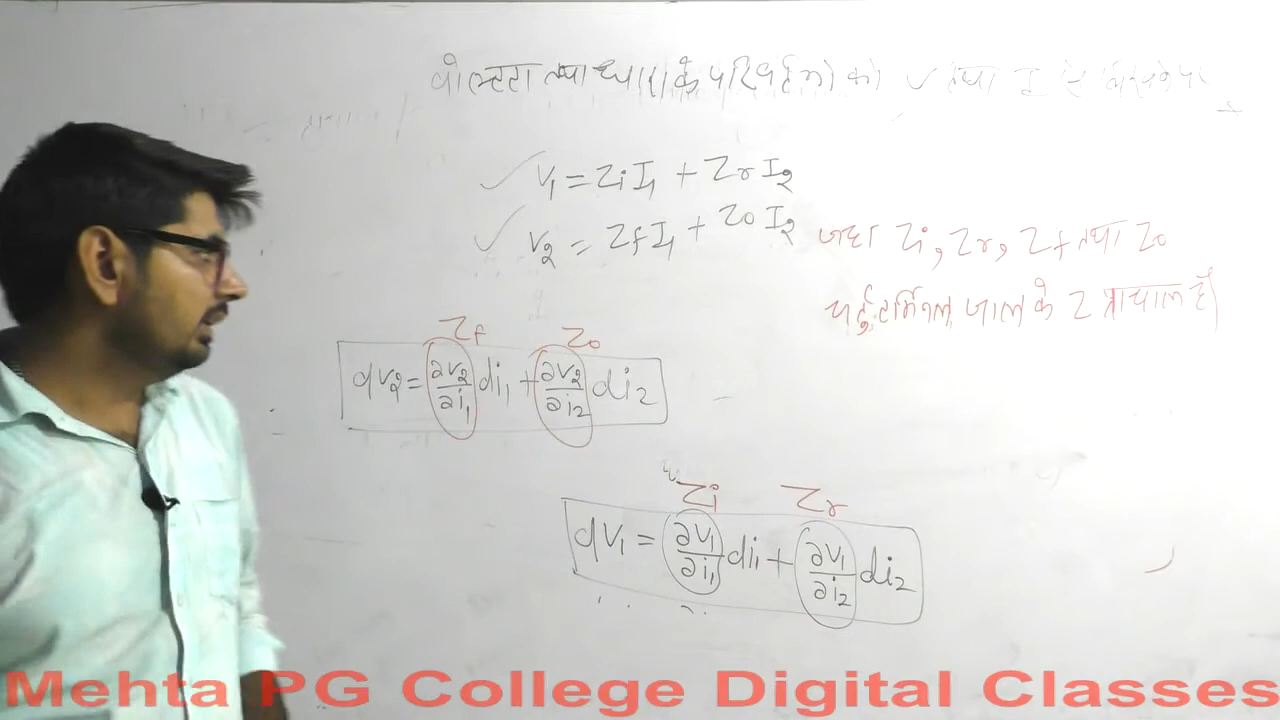 वोल्टता तथा धारा के परिवर्तनों को v तथा I से
V₁ = Zi I₁ + Zr I₂
V₂ = Zf I₁ + Zo I₂ जहां Zi, Zr, Zf तथा Zo
चर्तुटर्मिनल जाल के Z प्राचाल हैं
Zf Zo
dv₂ = ∂v₂/∂i₁ di₁ + ∂v₂/∂i₂ di₂
Zi Zr
dv₁ = ∂v₁/∂i₁ di₁ + ∂v₁/∂i₂ di₂
Mehta PG College Digital Classes